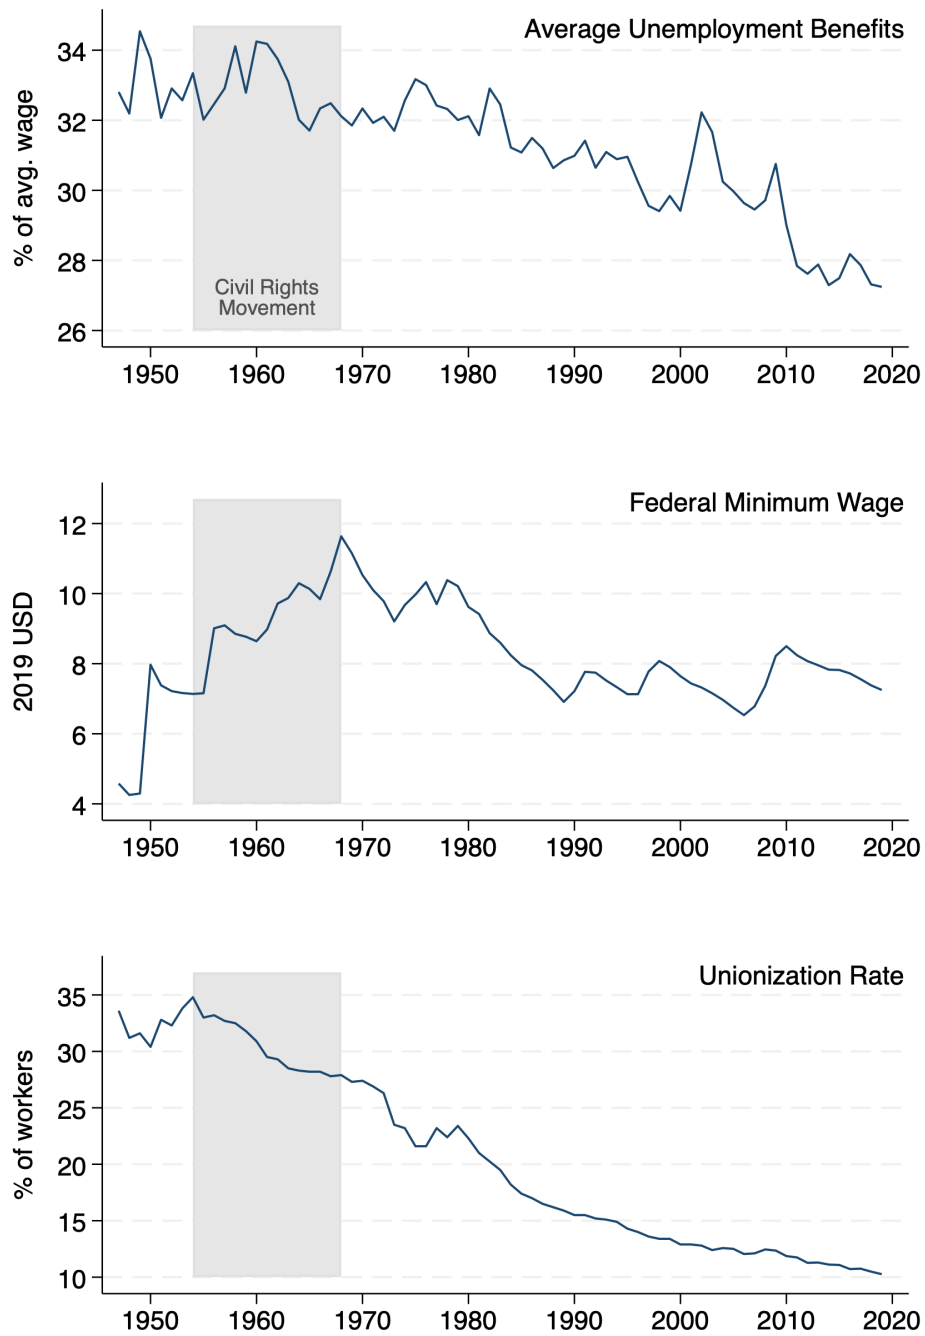 Average Unemployment Benefits
% of avg. wage
34
32
30
28
26
Civil Rights
Movement
1950 1960 1970 1980 1990 2000 2010 2020
Federal Minimum Wage
2019 USD
12
10
8
6
4
1950 1960 1970 1980 1990 2000 2010 2020
Unionization Rate
% of workers
35
30
25
20
15
10
1950 1960 1970 1980 1990 2000 2010 2020